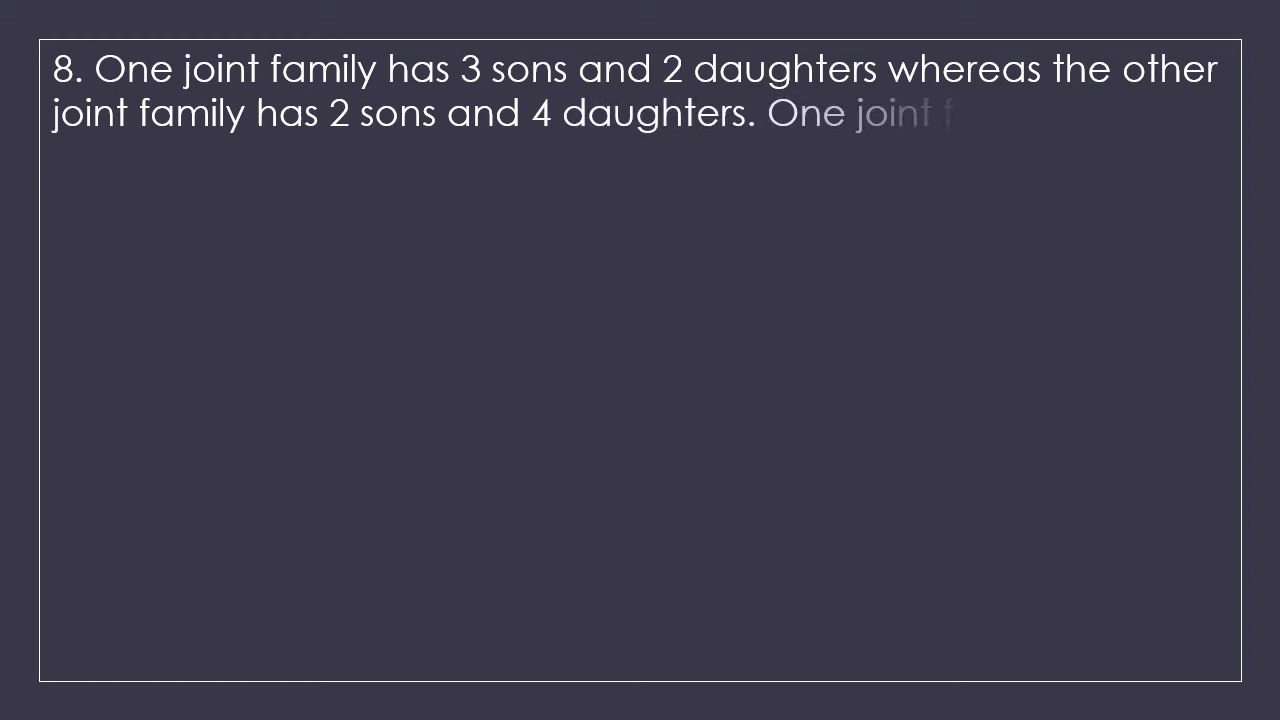 8. One joint family has 3 sons and 2 daughters whereas the other
joint family has 2 sons and 4 daughters. One joint f